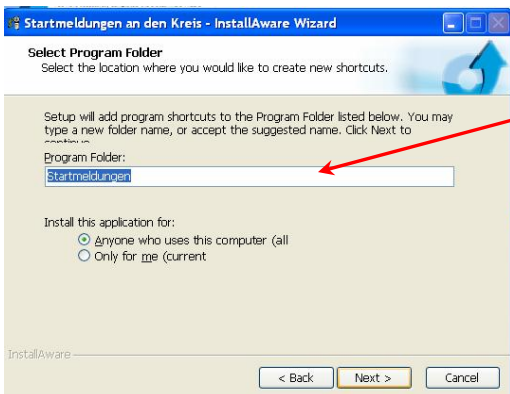 Startmeldungen an den Kreis - InstallAware Wizard
Select Program Folder
Select the location where you would like to create new shortcuts.
Setup will add program shortcuts to the Program Folder listed below. You may
type a new folder name, or accept the suggested name. Click Next to
continue
Program Folder:
Startmeldungen
Install this application for:
Anyone who uses this computer (all
Only for me (current
InstallAware
< Back Next > Cancel